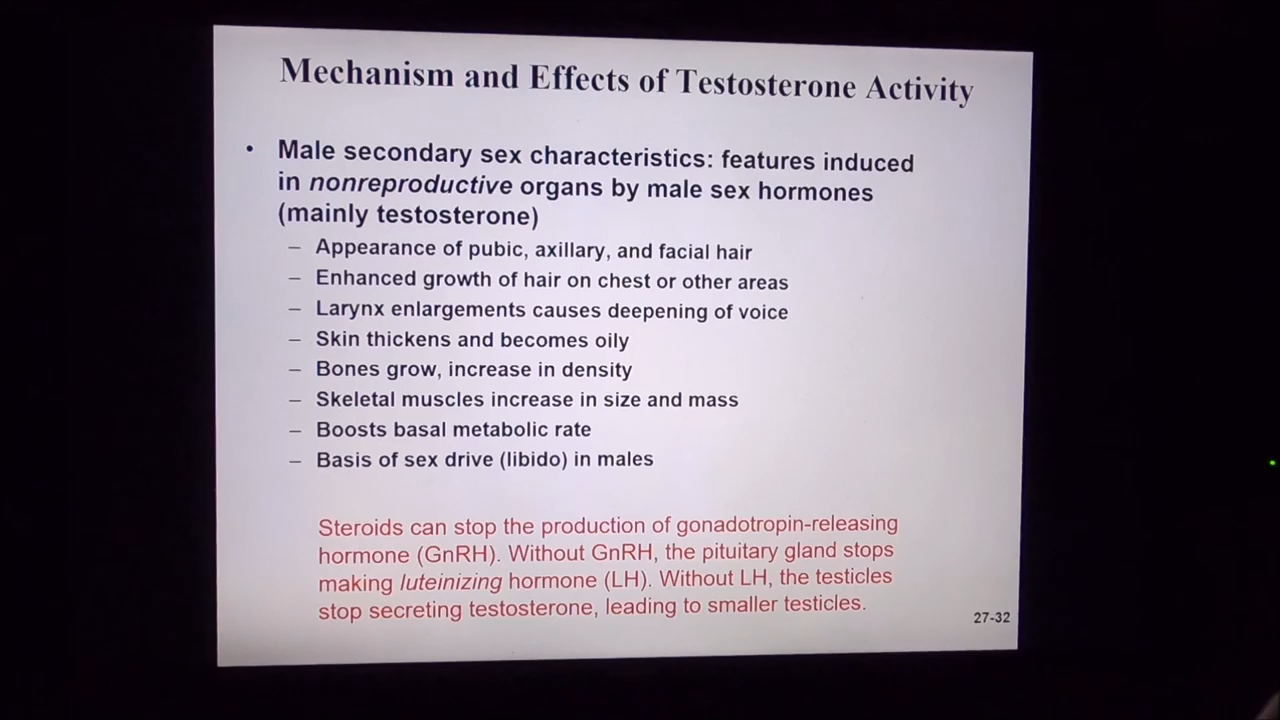 Mechanism and Effects of Testosterone Activity
• Male secondary sex characteristics: features induced
in nonreproductive organs by male sex hormones
(mainly testosterone)
– Appearance of pubic, axillary, and facial hair
– Enhanced growth of hair on chest or other areas
– Larynx enlargements causes deepening of voice
– Skin thickens and becomes oily
– Bones grow, increase in density
– Skeletal muscles increase in size and mass
– Boosts basal metabolic rate
– Basis of sex drive (libido) in males
Steroids can stop the production of gonadotropin-releasing
hormone (GnRH). Without GnRH, the pituitary gland stops
making luteinizing hormone (LH). Without LH, the testicles
stop secreting testosterone, leading to smaller testicles.
27-32